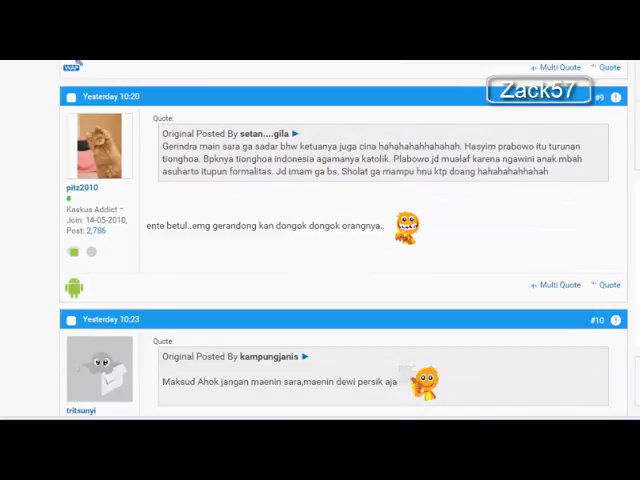 WAP
Multi Quote Quote
Zack57
Yesterday 10:20 #9
Quote:
Original Posted By setan....gila
Gerindra main sara ga sadar bhw ketuanya juga cina hahahahahhahahah. Hasyim prabowo itu turunan
tionghoa. Bpknya tionghoa indonesia agamanya katolik. Plabowo jd mualaf karena ngawini anak mbah
asuharto itupun formalitas. Jd imam ga bs. Sholat ga mampu hnu ktp doang hahahahahhahah
pitz2010
Kaskus Addict
Join: 14-05-2010,
Post: 2,786
ente betul..emg gerandong kan dongok dongok orangnya..
Multi Quote Quote
Yesterday 10:23 #10
Quote:
Original Posted By kampungjanis
Maksud Ahok jangan maenin sara,maenin dewi persik aja
tritsunyi